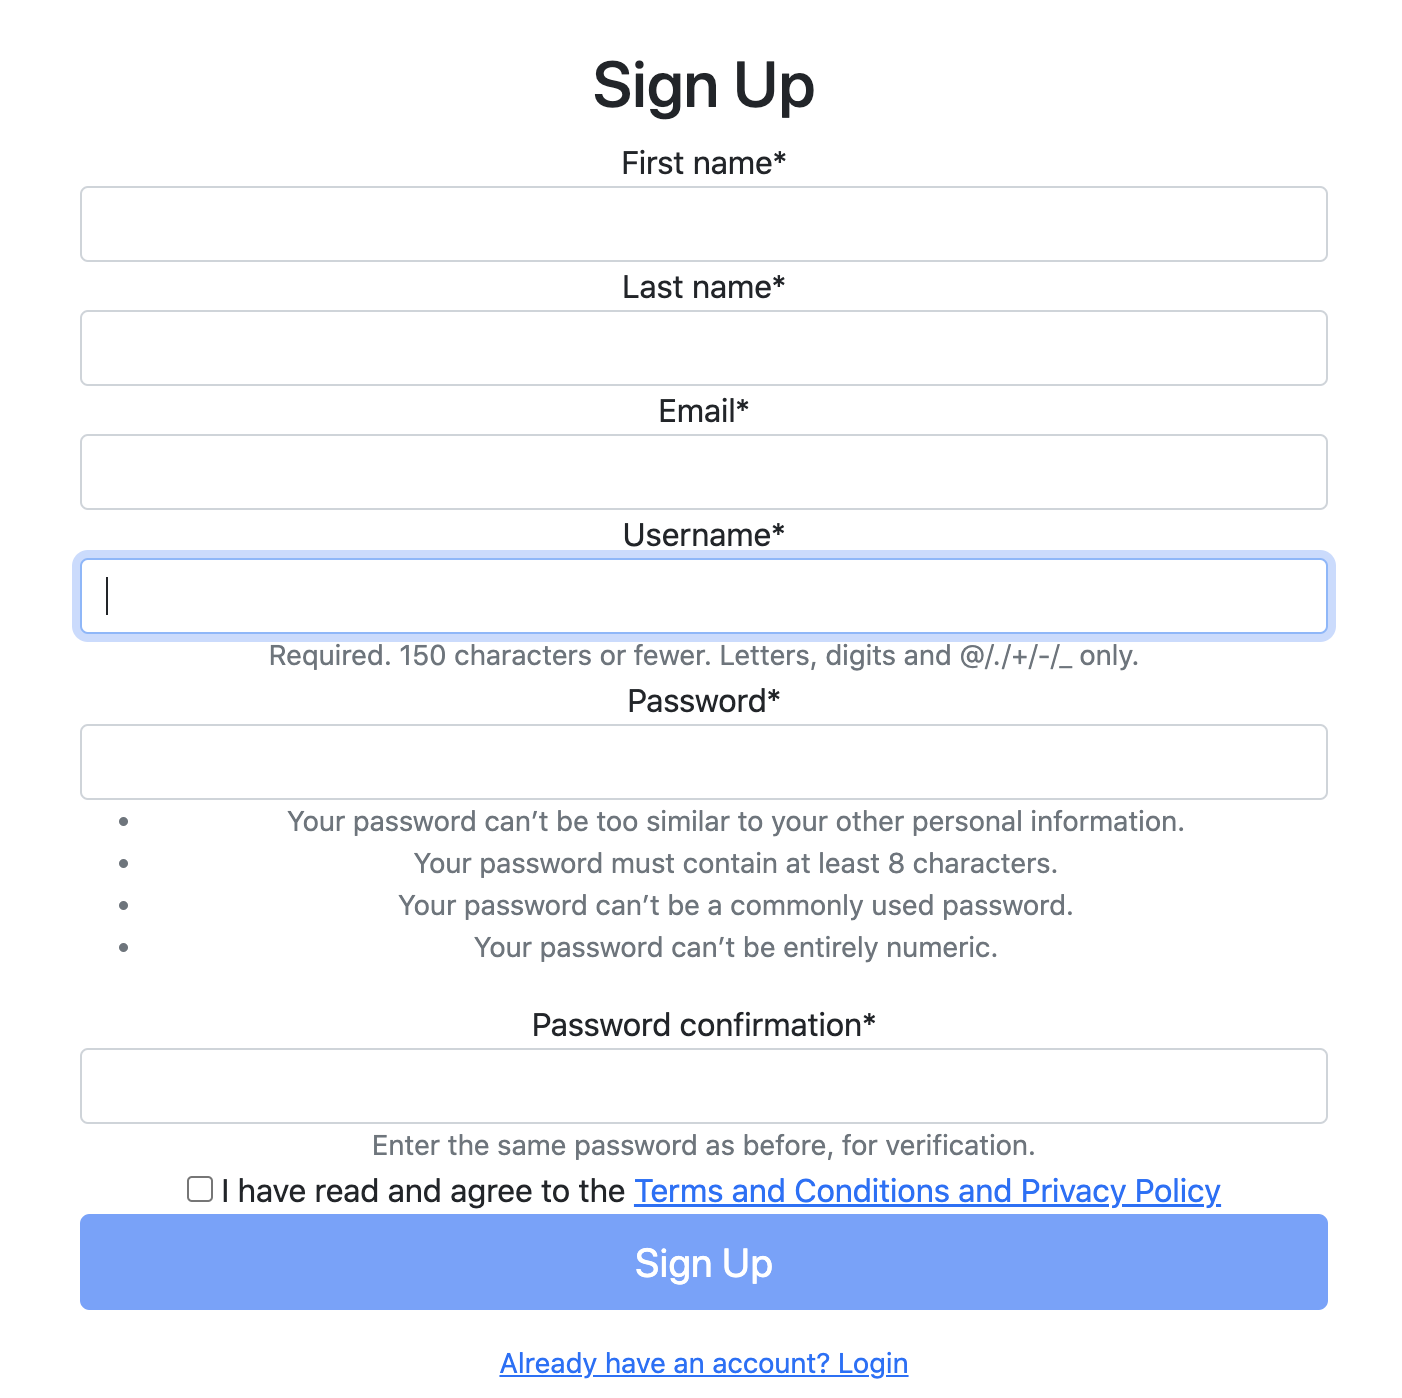 Sign Up
First name*
Last name*
Email*
Username*
Required. 150 characters or fewer. Letters, digits and @/./+/-/_ only.
Password*
• Your password can’t be too similar to your other personal information.
• Your password must contain at least 8 characters.
• Your password can’t be a commonly used password.
• Your password can’t be entirely numeric.
Password confirmation*
Enter the same password as before, for verification.
I have read and agree to the Terms and Conditions and Privacy Policy
Sign Up
Already have an account? Login